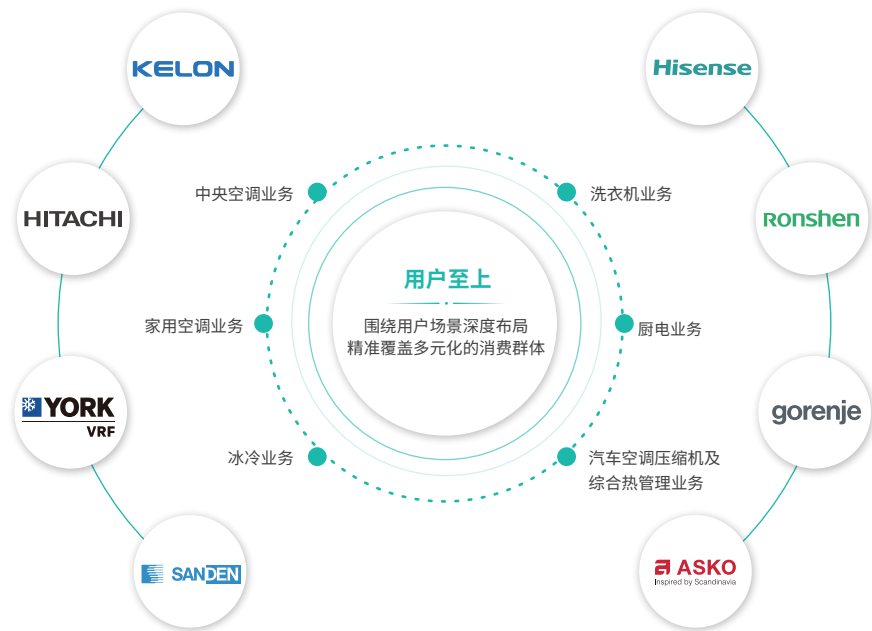 KELON
Hisense
HITACHI
Ronshen
中央空调业务
洗衣机业务
用户至上
围绕用户场景深度布局
精准覆盖多元化的消费群体
家用空调业务
厨电业务
YORK
VRF
gorenje
冰冷业务
汽车空调压缩机及
综合热管理业务
SANDEN
ASKO
Inspired by Scandinavia